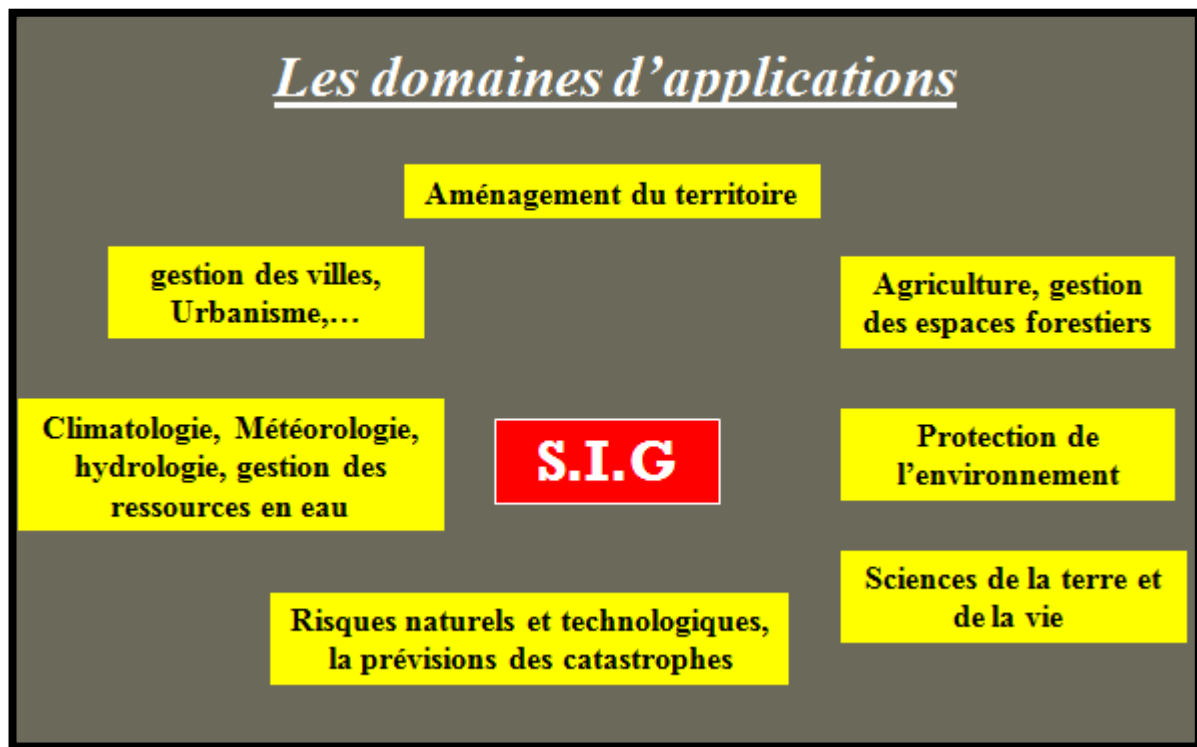 Les domaines d’applications
Aménagement du territoire
gestion des villes,
Urbanisme,…
Agriculture, gestion
des espaces forestiers
Climatologie, Météorologie,
hydrologie, gestion des
ressources en eau
S.I.G
Protection de
l’environnement
Sciences de la terre et
de la vie
Risques naturels et technologiques,
la prévisions des catastrophes